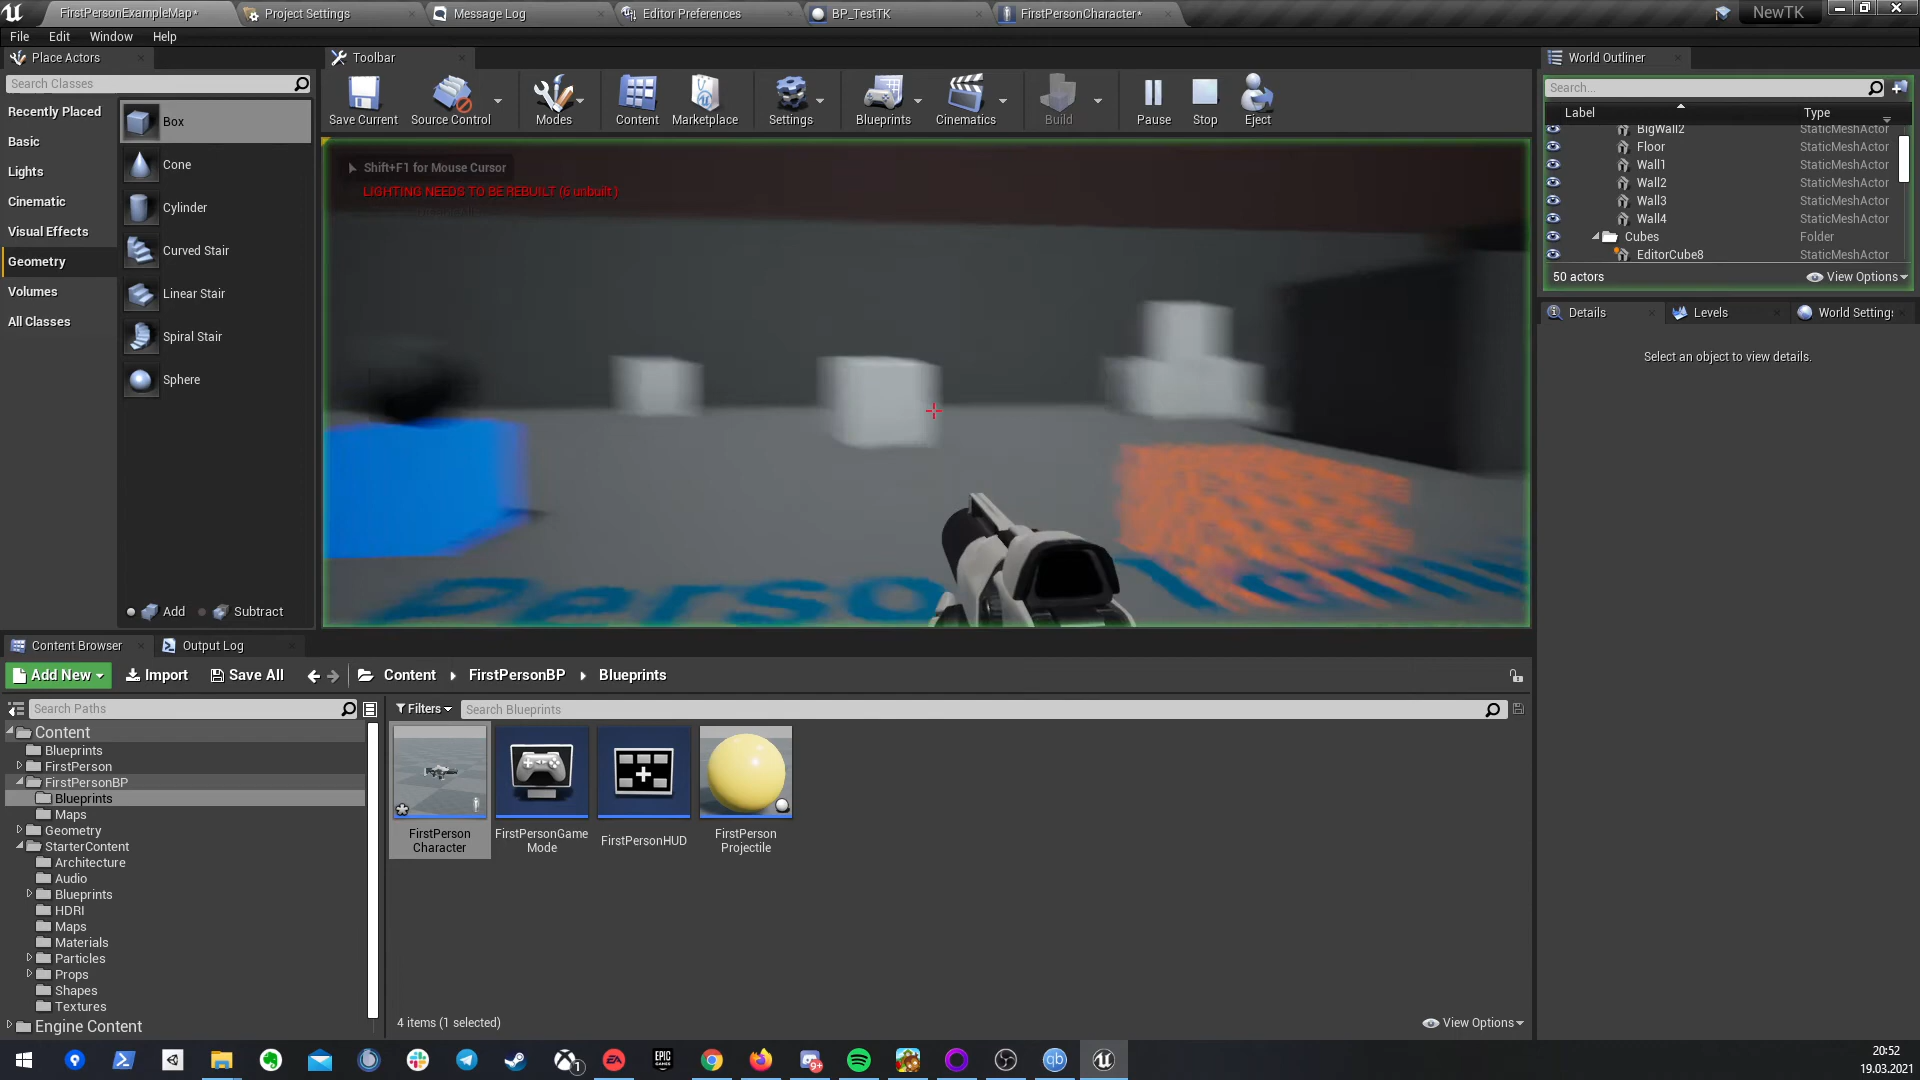 FirstPersonExampleMap*
Project Settings
Message Log
Editor Preferences
BP_TestTK
FirstPersonCharacter*
NewTK
File Edit Window Help
Place Actors
Toolbar
World Outliner
Search Classes
Recently Placed
Basic
Lights
Cinematic
Visual Effects
Geometry
Volumes
All Classes
Box
Cone
Cylinder
Curved Stair
Linear Stair
Spiral Stair
Sphere
Add
Subtract
Save Current
Source Control
Modes
Content
Marketplace
Settings
Blueprints
Cinematics
Build
Pause
Stop
Eject
Shift+F1 for Mouse Cursor
LIGHTING NEEDS TO BE REBUILT (6 unbuilt)
Perso
Search...
Label Type
BigWall2 StaticMeshActor
Floor StaticMeshActor
Wall1 StaticMeshActor
Wall2 StaticMeshActor
Wall3 StaticMeshActor
Wall4 StaticMeshActor
Cubes Folder
EditorCube8 StaticMeshActor
50 actors
View Options
Details
Levels
World Settings
Select an object to view details.
Content Browser
Output Log
Add New
Import
Save All
Content
FirstPersonBP
Blueprints
Search Paths
Filters
Search Blueprints
Content
Blueprints
FirstPerson
FirstPersonBP
Blueprints
Maps
Geometry
StarterContent
Architecture
Audio
Blueprints
HDRI
Maps
Materials
Particles
Props
Shapes
Textures
Engine Content
FirstPerson
Character
FirstPersonGame
Mode
FirstPersonHUD
FirstPerson
Projectile
4 items (1 selected)
View Options
1
EA
EPIC
GAMES
9+
qb
20:52
19.03.2021